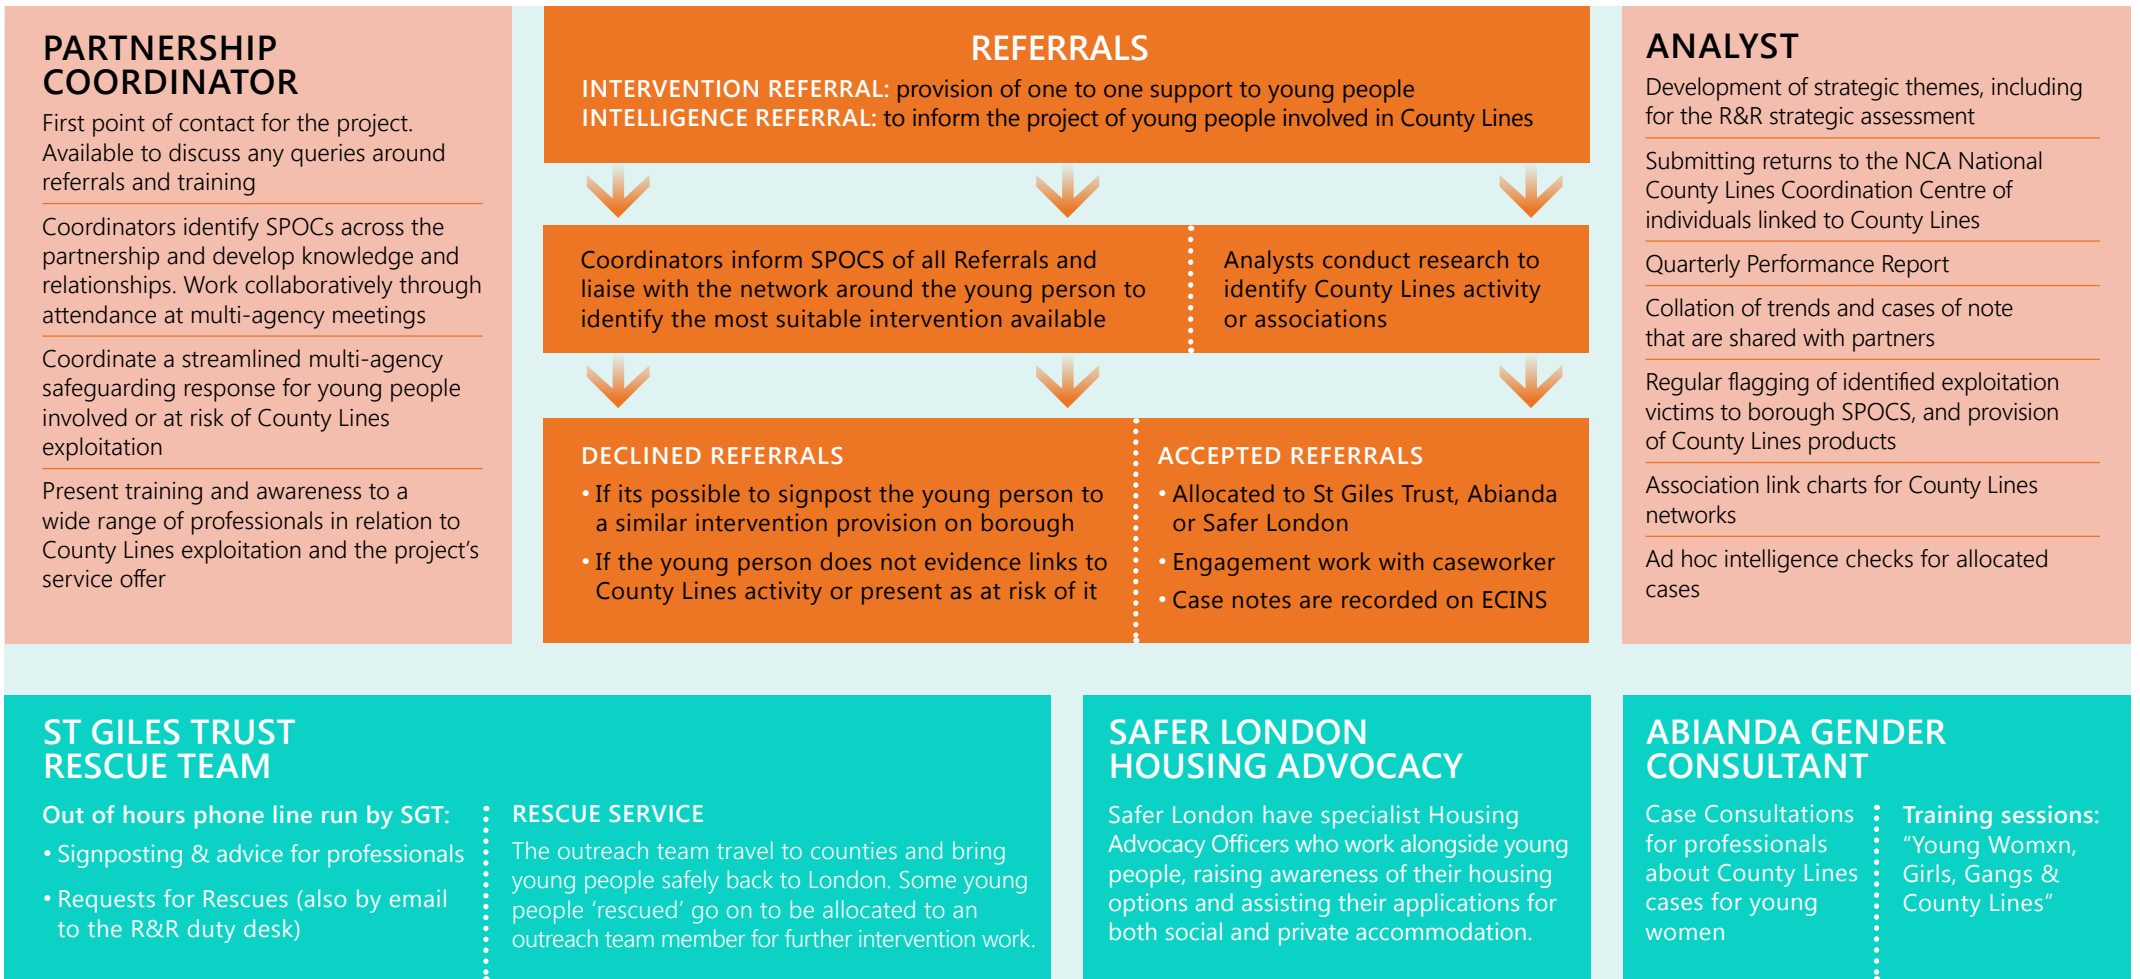 PARTNERSHIP
COORDINATOR
First point of contact for the project.
Available to discuss any queries around
referrals and training
Coordinators identify SPOCs across the
partnership and develop knowledge and
relationships. Work collaboratively through
attendance at multi-agency meetings
Coordinate a streamlined multi-agency
safeguarding response for young people
involved or at risk of County Lines
exploitation
Present training and awareness to a
wide range of professionals in relation to
County Lines exploitation and the project's
service offer
REFERRALS
INTERVENTION REFERRAL: provision of one to one support to young people
INTELLIGENCE REFERRAL: to inform the project of young people involved in County Lines
Coordinators inform SPOCS of all Referrals and
liaise with the network around the young person to
identify the most suitable intervention available
Analysts conduct research to
identify County Lines activity
or associations
DECLINED REFERRALS
• If its possible to signpost the young person to
a similar intervention provision on borough
• If the young person does not evidence links to
County Lines activity or present as at risk of it
ACCEPTED REFERRALS
• Allocated to St Giles Trust, Abianda
or Safer London
• Engagement work with caseworker
• Case notes are recorded on ECINS
ANALYST
Development of strategic themes, including
for the R&R strategic assessment
Submitting returns to the NCA National
County Lines Coordination Centre of
individuals linked to County Lines
Quarterly Performance Report
Collation of trends and cases of note
that are shared with partners
Regular flagging of identified exploitation
victims to borough SPOCS, and provision
of County Lines products
Association link charts for County Lines
networks
Ad hoc intelligence checks for allocated
cases
ST GILES TRUST
RESCUE TEAM
Out of hours phone line run by SGT:
• Signposting & advice for professionals
• Requests for Rescues (also by email
to the R&R duty desk)
RESCUE SERVICE
The outreach team travel to counties and bring
young people safely back to London. Some young
people ‘rescued’ go on to be allocated to an
outreach team member for further intervention work.
SAFER LONDON
HOUSING ADVOCACY
Safer London have specialist Housing
Advocacy Officers who work alongside young
people, raising awareness of their housing
options and assisting their applications for
both social and private accommodation.
ABIANDA GENDER
CONSULTANT
Case Consultations
for professionals
about County Lines
cases for young
women
Training sessions:
“Young Womxn,
Girls, Gangs &
County Lines”